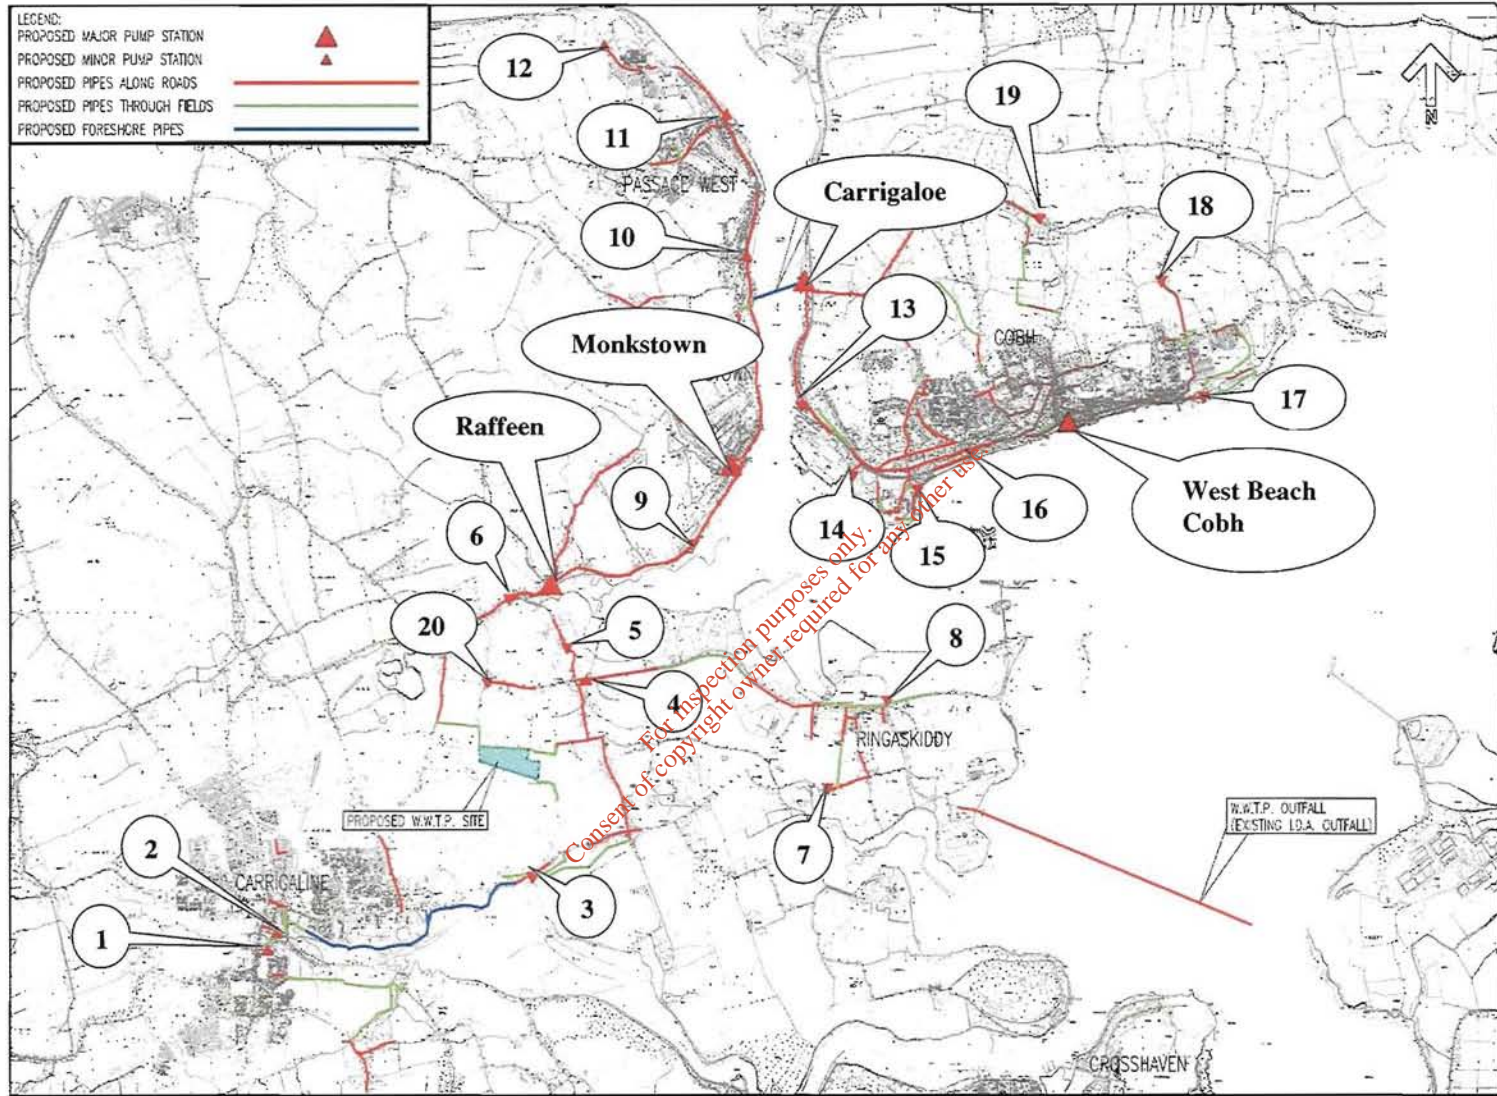 LEGEND:
PROPOSED MAJOR PUMP STATION
PROPOSED MINOR PUMP STATION
PROPOSED PIPES ALONG ROADS
PROPOSED PIPES THROUGH FIELDS
PROPOSED FORESHORE PIPES
12
19
N
11
PASSAGE WEST
Carrigaloe
18
10
13
Monkstown
COBH
17
Raffeen
West Beach
Cobh
9
6
14
16
15
20
5
8
4
RINGASKIDDY
For inspection purposes only.
Consent of copyright owner required for any other use.
PROPOSED W.W.T.P. SITE
W.W.T.P. OUTFALL
(EXISTING I.D.A. OUTFALL)
7
2
CARRIGALINE
3
1
CROSSHAVEN